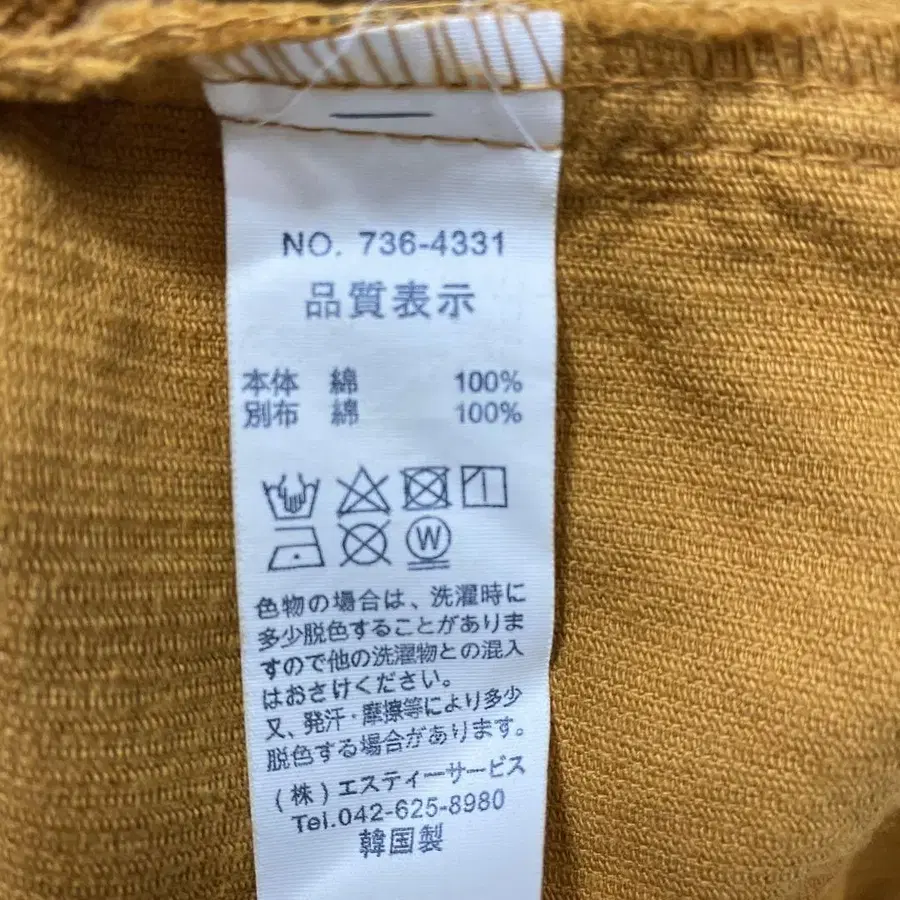 NO. 736-4331
品質表示
本体 綿 100%
別布 綿 100%
W
色物の場合は、洗濯時に
多少脱色することがありま
すので他の洗濯物との混入
はおさけください。
又、発汗・摩擦等により多少
脱色する場合があります。
(株)エスティーサービス
Tel.042-625-8980
韓国製